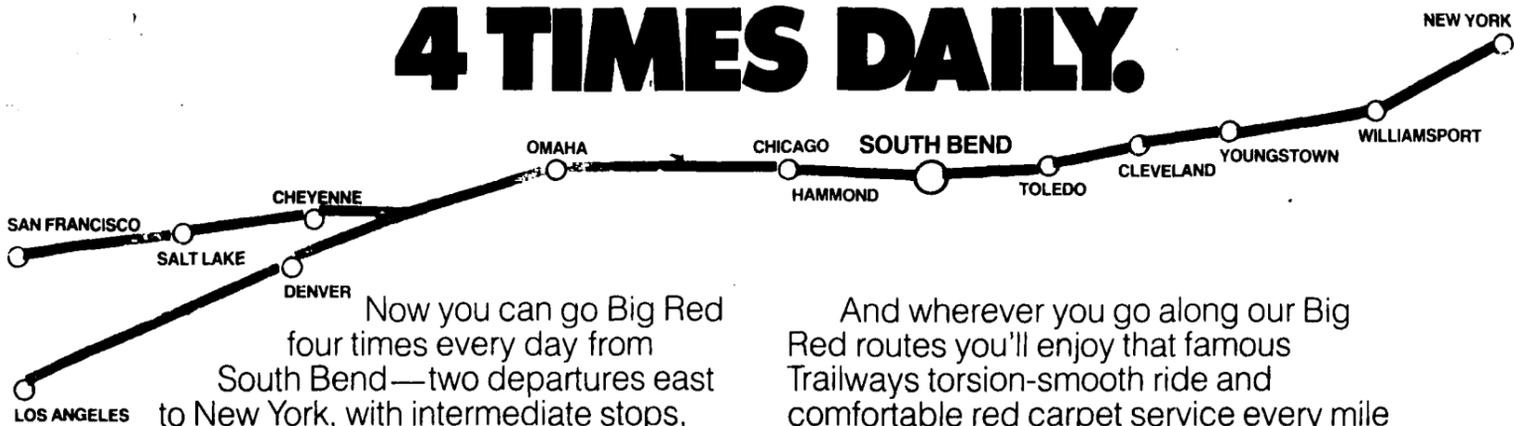 4 TIMES DAILY.
NEW YORK
WILLIAMSPORT
YOUNGSTOWN
CLEVELAND
TOLEDO
SOUTH BEND
HAMMOND
CHICAGO
OMAHA
CHEYENNE
SALT LAKE
SAN FRANCISCO
DENVER
LOS ANGELES
Now you can go Big Red
four times every day from
South Bend—two departures east
to New York, with intermediate stops,
And wherever you go along our Big
Red routes you'll enjoy that famous
Trailways torsion-smooth ride and
comfortable red carpet service every mile